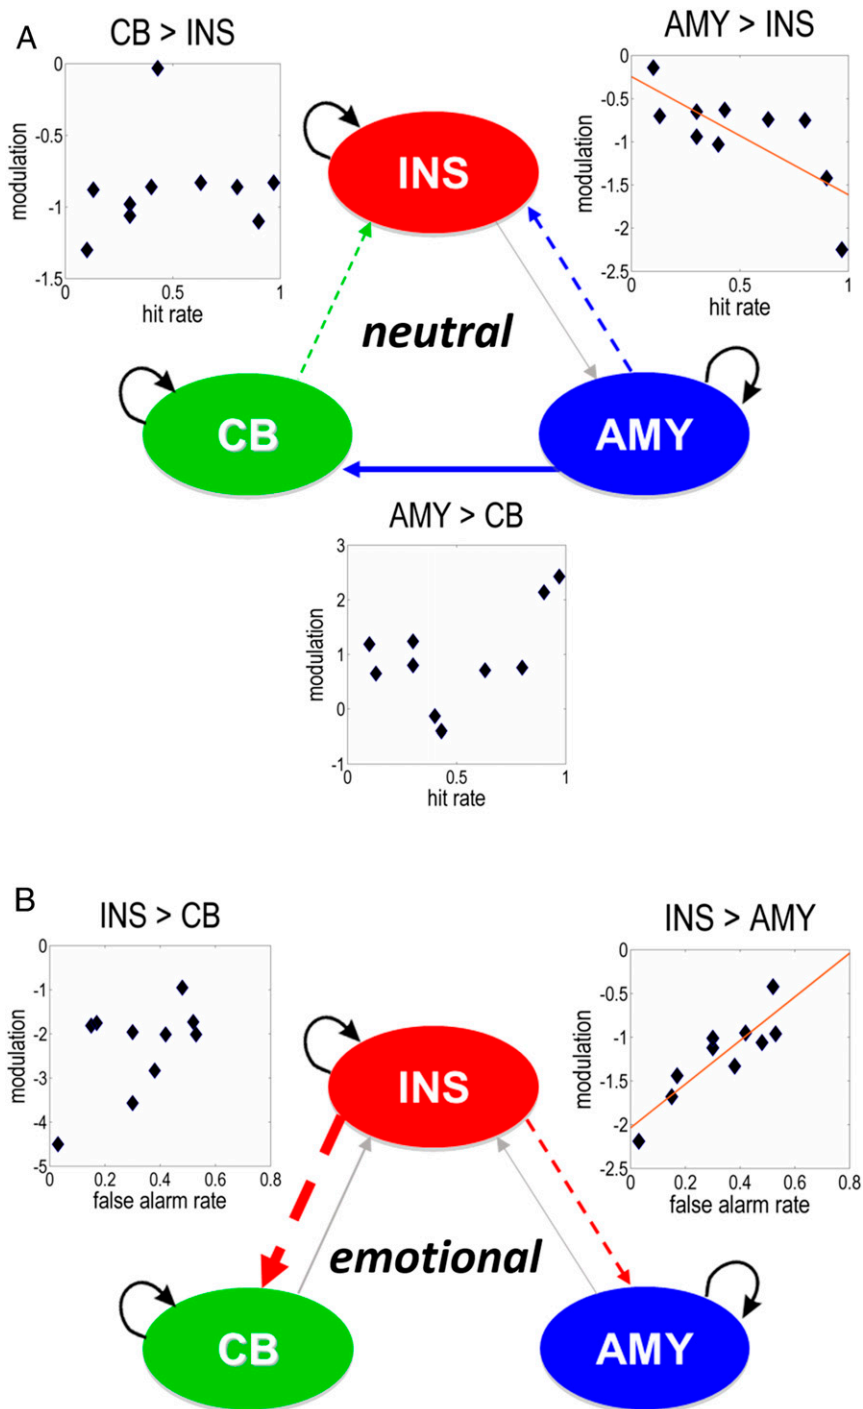 A
CB > INS
AMY > INS
modulation
0
-0.5
-1
-1.5
0
0.5
1
hit rate
modulation
0
-0.5
-1
-1.5
-2
-2.5
0
0.5
1
hit rate
INS
neutral
CB
AMY
AMY > CB
modulation
3
2
1
0
-1
0
0.5
1
hit rate
B
INS > CB
INS > AMY
modulation
0
-1
-2
-3
-4
-5
0
0.2
0.4
0.6
0.8
false alarm rate
modulation
0
-0.5
-1
-1.5
-2
-2.5
0
0.2
0.4
0.6
0.8
false alarm rate
INS
emotional
CB
AMY